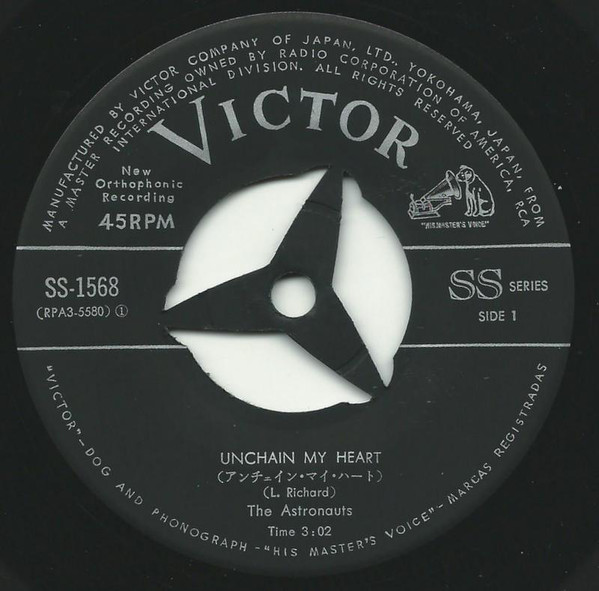 MANUFACTURED BY VICTOR COMPANY OF JAPAN, LTD., YOKOHAMA, JAPAN, FROM
A MASTER RECORDING OWNED BY RADIO CORPORATION OF AMERICA, RCA
INTERNATIONAL DIVISION. ALL RIGHTS RESERVED
VICTOR
New
Orthophonic
Recording
45RPM
"HIS MASTER'S VOICE"
SS-1568
(RPA3-5580) ①
SS SERIES
SIDE 1
UNCHAIN MY HEART
(アンチェイン・マイ・ハート)
(L. Richard)
The Astronauts
Time 3:02
"VICTOR"–DOG AND PHONOGRAPH -"HIS MASTER'S VOICE"– MARCAS REGISTRADAS